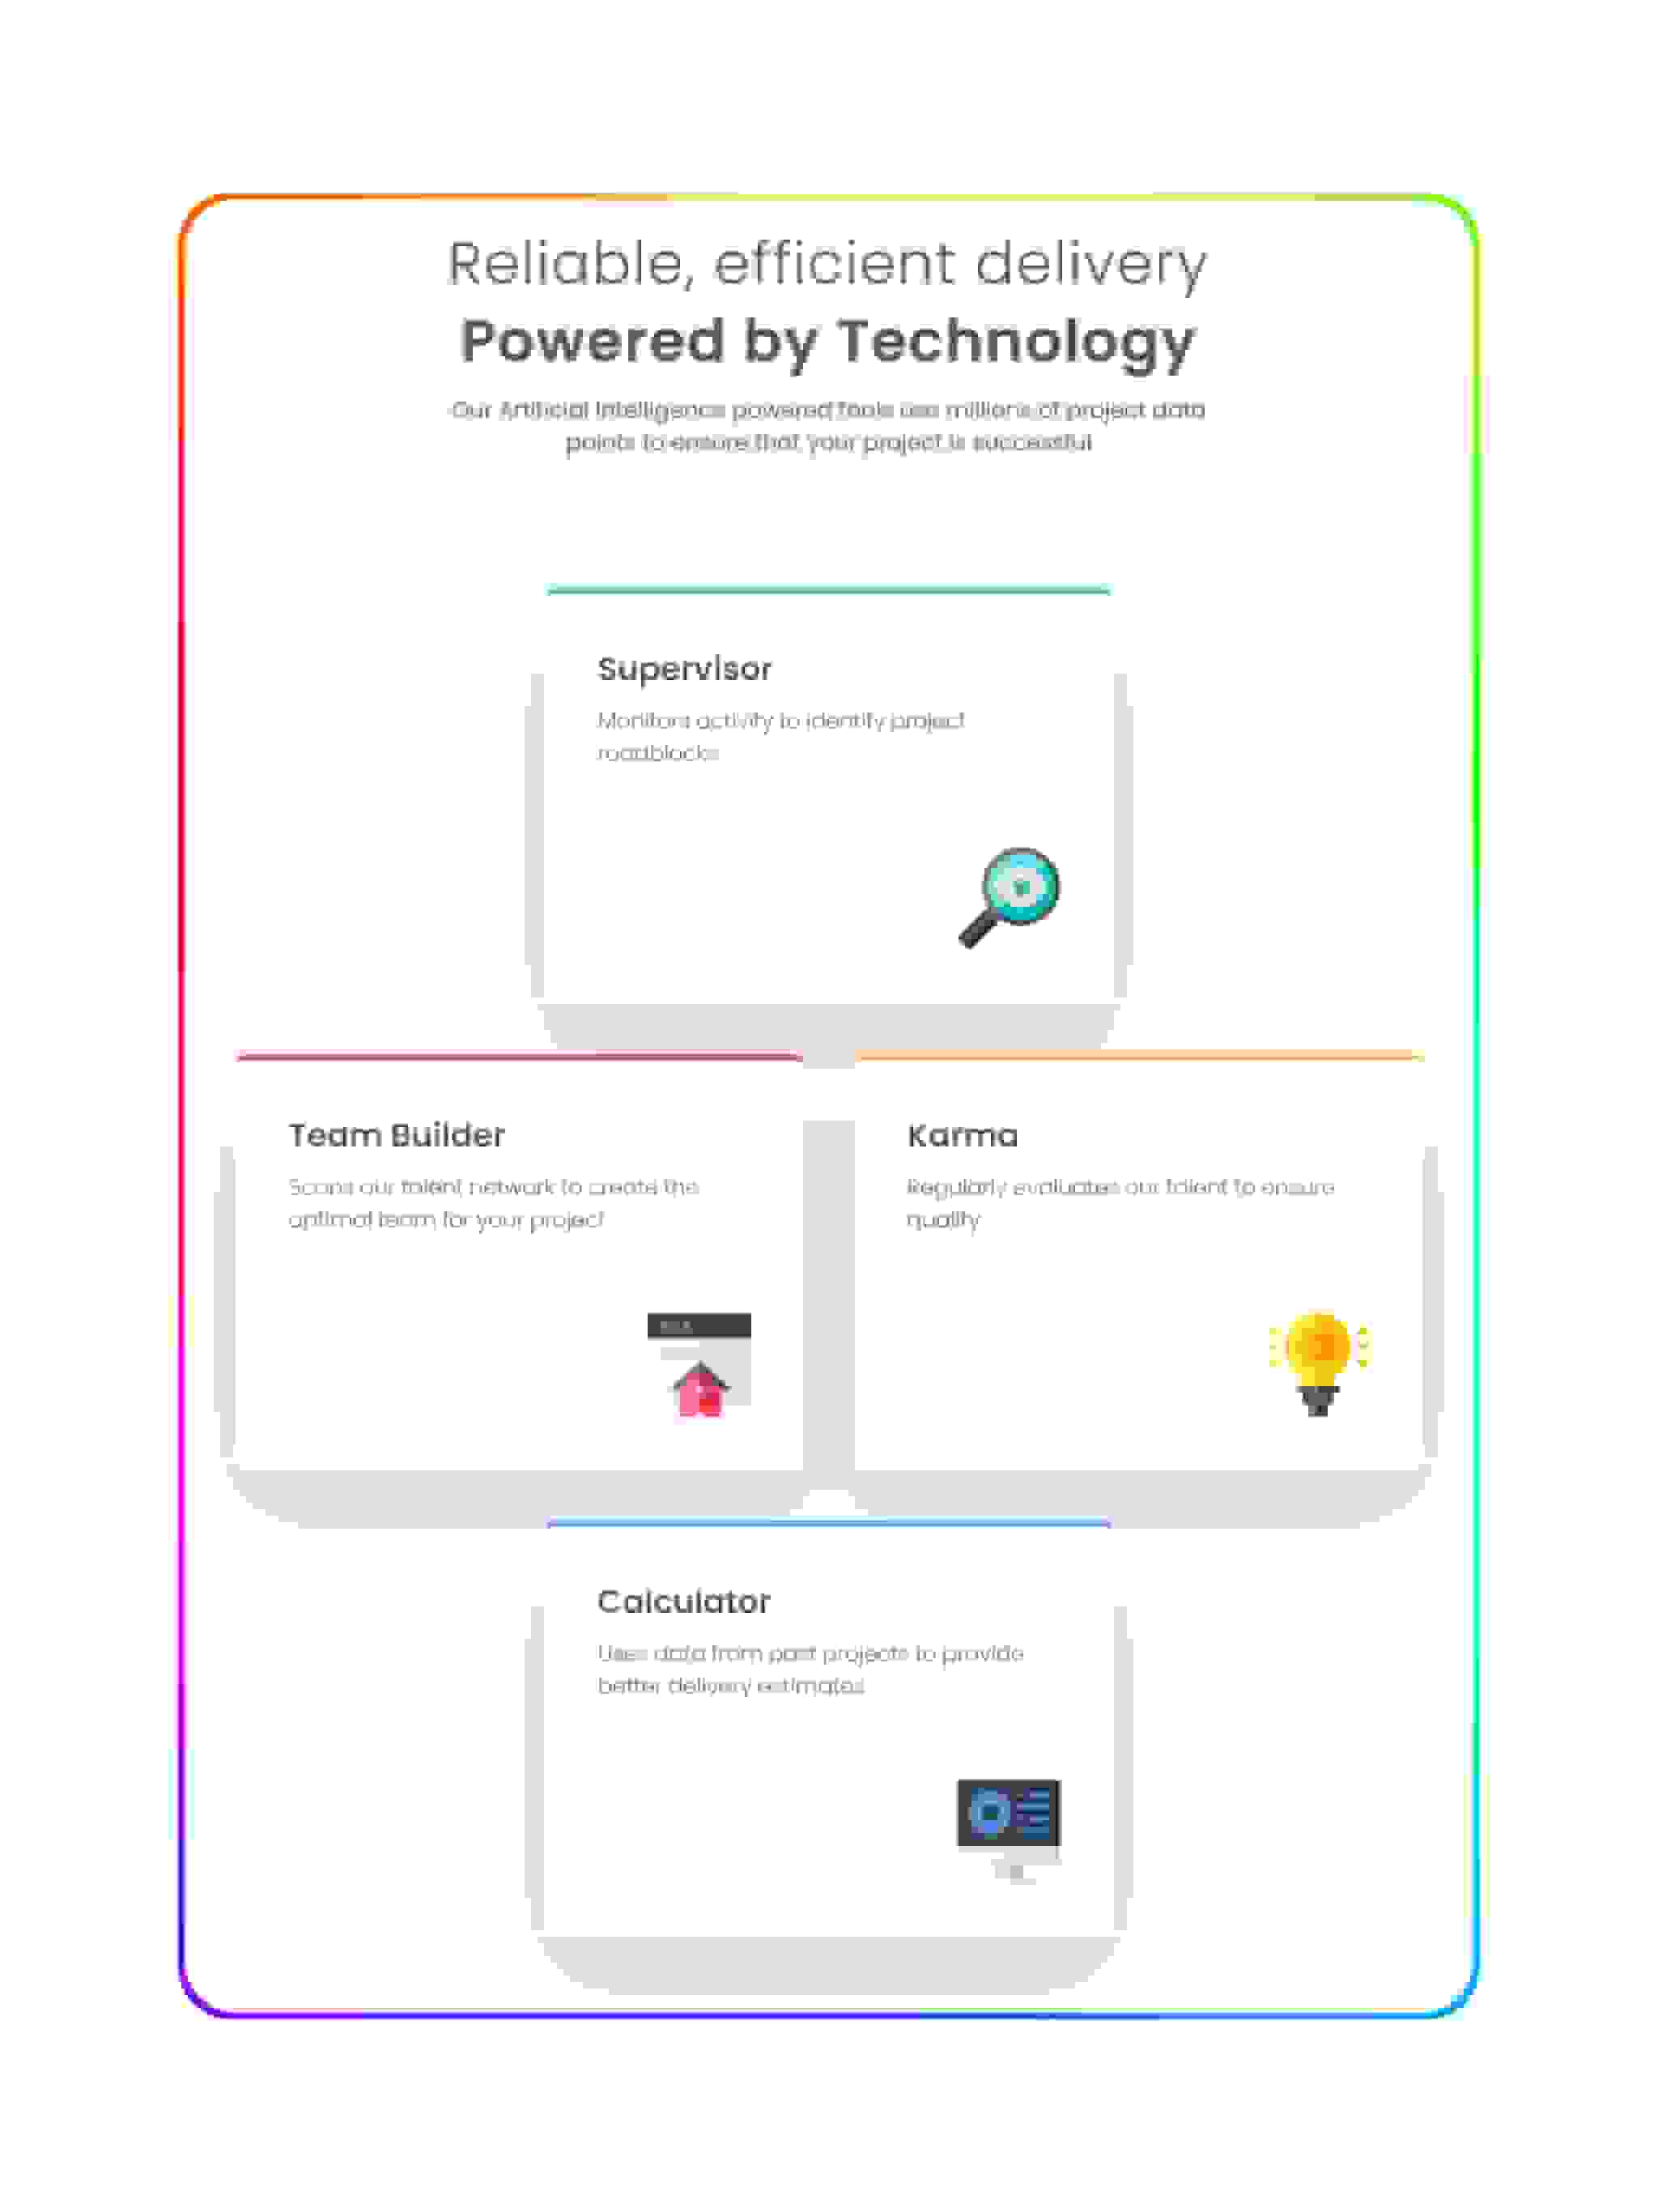 Reliable, efficient delivery
Powered by Technology
Our Artificial Intelligence powered tools use millions of project data
points to ensure that your project is successful
Supervisor
Monitors activity to identify project
roadblocks
Team Builder
Scans our talent network to create the
optimal team for your project
Karma
Regularly evaluates our talent to ensure
quality
Calculator
Uses data from past projects to provide
better delivery estimates